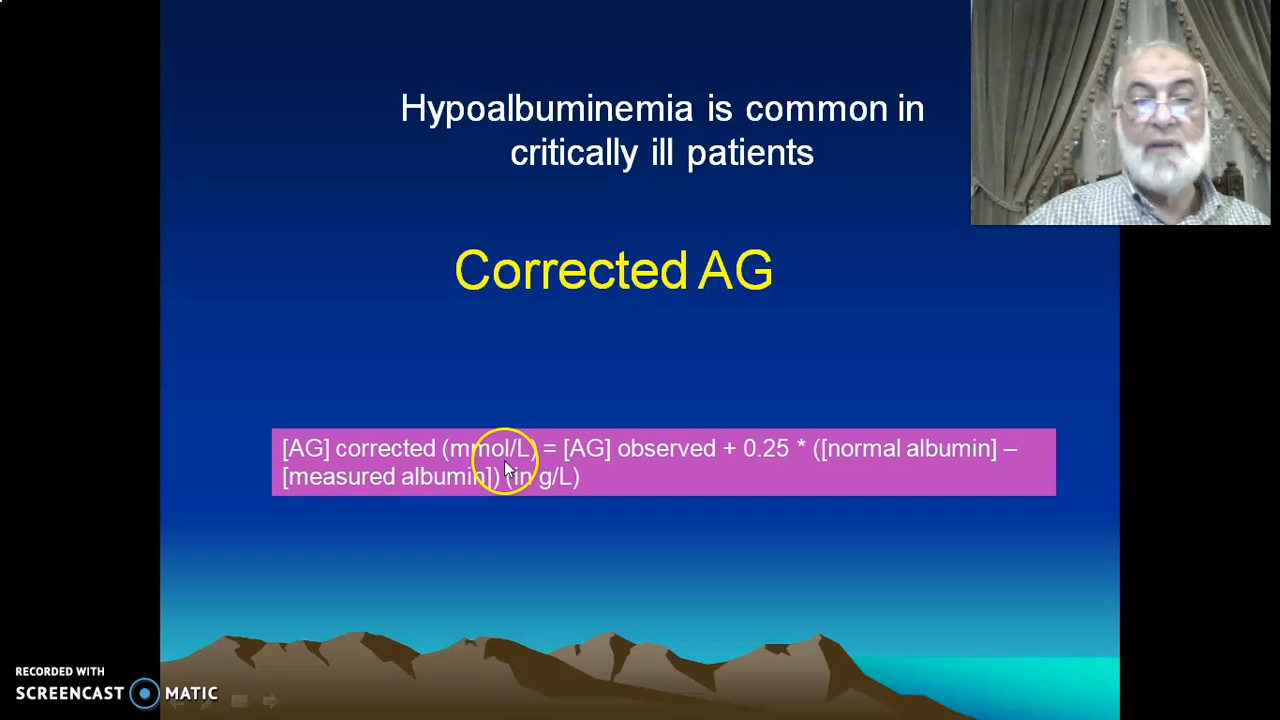 Hypoalbuminemia is common in
critically ill patients
Corrected AG
[AG] corrected (mmol/L) = [AG] observed + 0.25 * ([normal albumin] –
[measured albumin]) (in g/L)
RECORDED WITH
SCREENCAST MATIC